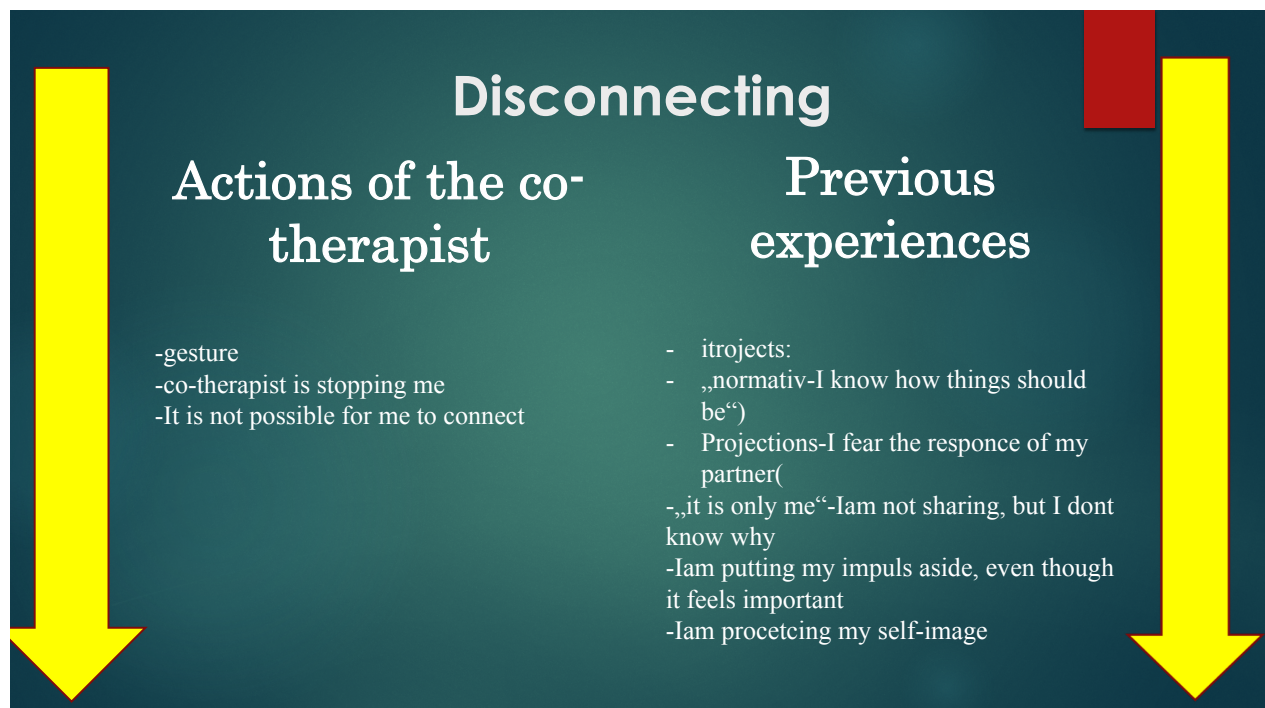 Disconnecting
Actions of the co-
therapist
-gesture
-co-therapist is stopping me
-It is not possible for me to connect
Previous
experiences
- itrojects:
- „normativ-I know how things should
be“)
- Projections-I fear the responce of my
partner(
-„it is only me“-Iam not sharing, but I dont
know why
-Iam putting my impuls aside, even though
it feels important
-Iam procetcing my self-image